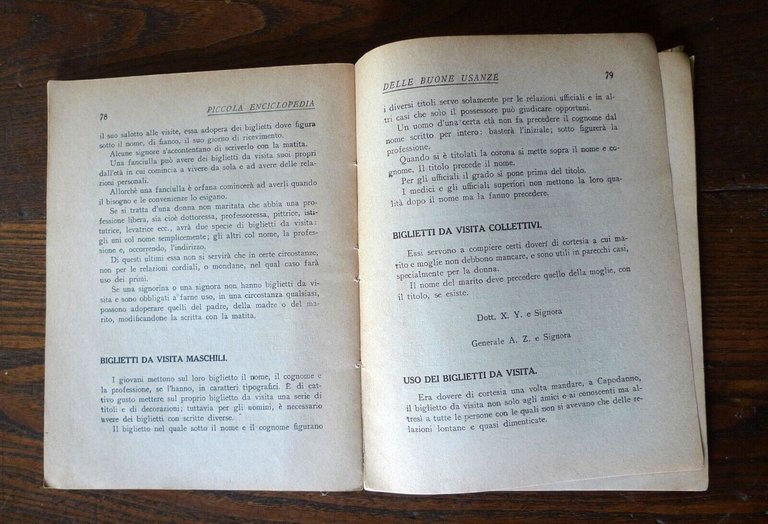 78
PICCOLA ENCICLOPEDIA
il suo salotto alle visite, essa adopera dei biglietti dove figura
sotto il nome, di fianco, il suo giorno di ricevimento.
Alcune signore s'accontentano di scriverlo con la matita.
Una fanciulla può avere dei biglietti da visita suoi propri
dall'età in cui comincia a vivere da sola e ad avere delle rela-
zioni personali.
Allorchè una fanciulla è orfana comincerà ad averli quando
il bisogno e le convenienze lo esigano.
Se si tratta d'una donna non maritata che abbia una pro-
fessione libera, sia cioè dottoressa, professoressa, pittrice, isti-
tutrice, levatrice ecc., avrà due specie di biglietti da visita:
gli uni col nome semplicemente; gli altri col nome, la profes-
sione e, occorrendo, l'indirizzo.
Di questi ultimi essa non si servirà che in certe circostanze,
non per le relazioni cordiali, o mondane, nel qual caso farà
uso dei primi.
Se una signorina o una signora non hanno biglietti da vi-
sita e sono obbligati a farne uso, in una circostanza qualsiasi,
possono adoperare quelli del padre, della madre o del ma-
rito, modificandone la scritta con la matita.
BIGLIETTI DA VISITA MASCHILI.
I giovani mettono sul loro biglietto il nome, il cognome e
la professione, se l'hanno, in caratteri tipografici. È di cat-
tivo gusto mettere sul proprio biglietto da visita una serie di
titoli e di decorazioni; tuttavia per gli uomini, è necessario
avere dei biglietti con scritte diverse.
Il biglietto nel quale sotto il nome e il cognome figurano
DELLE BUONE USANZE
79
i diversi titoli serve solamente per le relazioni ufficiali e in al-
tri casi che solo il possessore può giudicare opportuni.
Un uomo d'una certa età non fa precedere il cognome dal
nome scritto per intero: basterà l'iniziale; sotto figurerà la
professione.
Quando si è titolati la corona si mette sopra il nome e co-
gnome. Il titolo precede il nome.
Per gli ufficiali il grado si pone prima del titolo.
I medici e gli ufficiali superiori non mettono la loro qua-
lità dopo il nome ma la fanno precedere.
BIGLIETTI DA VISITA COLLETTIVI.
Essi servono a compiere certi doveri di cortesia a cui ma-
rito e moglie non debbono mancare, e sono utili in parecchi casi,
specialmente per la donna.
Il nome del marito deve precedere quello della moglie, con
il titolo, se esiste.
Dott. X. Y. e Signora
Generale A. Z. e Signora
USO DEI BIGLIETTI DA VISITA.
Era dovere di cortesia una volta mandare, a Capodanno,
il biglietto da visita non solo agli amici e ai conoscenti ma al-
tresì a tutte le persone con le quali non si avevano che delle re-
lazioni lontane e quasi dimenticate.